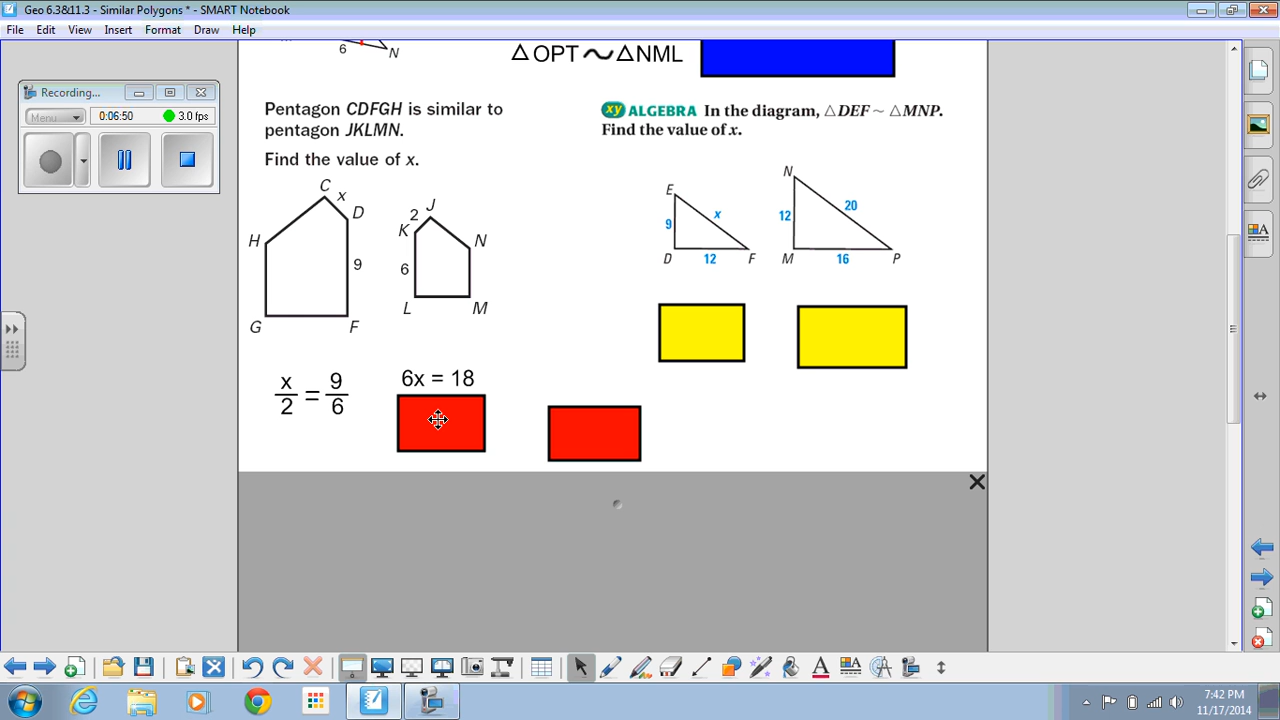 Geo 6.3&11.3 - Similar Polygons * - SMART Notebook
File Edit View Insert Format Tools Draw Help
Recording...
Menu
0:06:50
3.0 fps
6
N
△OPT ~ △NML
Pentagon CDFGH is similar to
pentagon JKLMN.
Find the value of x.
C
x
D
H
9
G
F
J
2
K
N
6
L
M
x/2 = 9/6
6x = 18
xy ALGEBRA In the diagram, △DEF ~ △MNP.
Find the value of x.
E
9
x
D
12
F
N
12
20
M
16
P
7:42 PM
11/17/2014